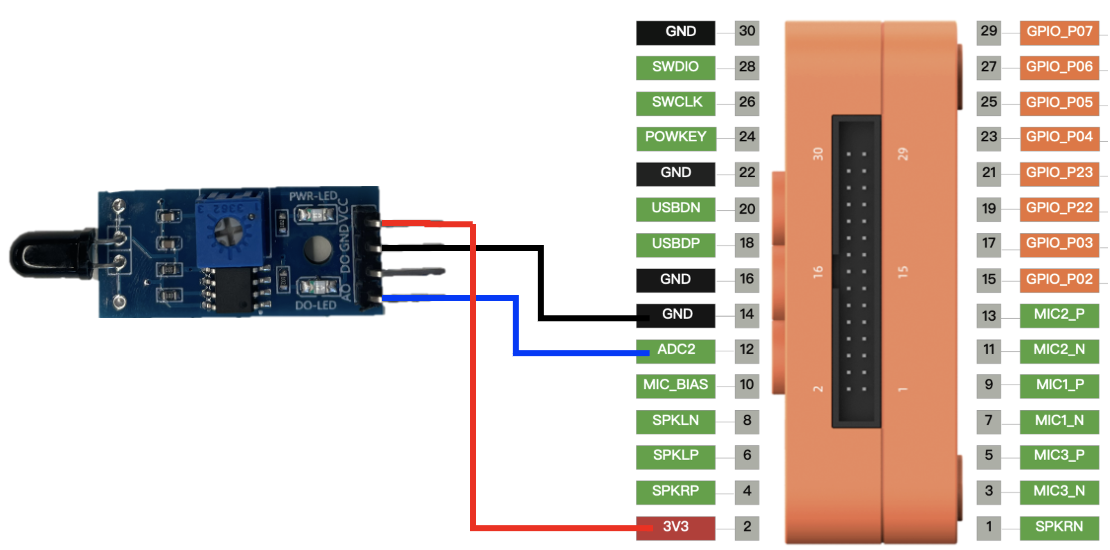 PWR-LED
VCC
GND
DO
AO
DO-LED
3382
1
3
GND 30
SWDIO 28
SWCLK 26
POWKEY 24
GND 22
USBDN 20
USBDP 18
GND 16
GND 14
ADC2 12
MIC_BIAS 10
SPKLN 8
SPKLP 6
SPKRP 4
3V3 2
30 29
16 15
2 1
29 GPIO_P07
27 GPIO_P06
25 GPIO_P05
23 GPIO_P04
21 GPIO_P23
19 GPIO_P22
17 GPIO_P03
15 GPIO_P02
13 MIC2_P
11 MIC2_N
9 MIC1_P
7 MIC1_N
5 MIC3_P
3 MIC3_N
1 SPKRN